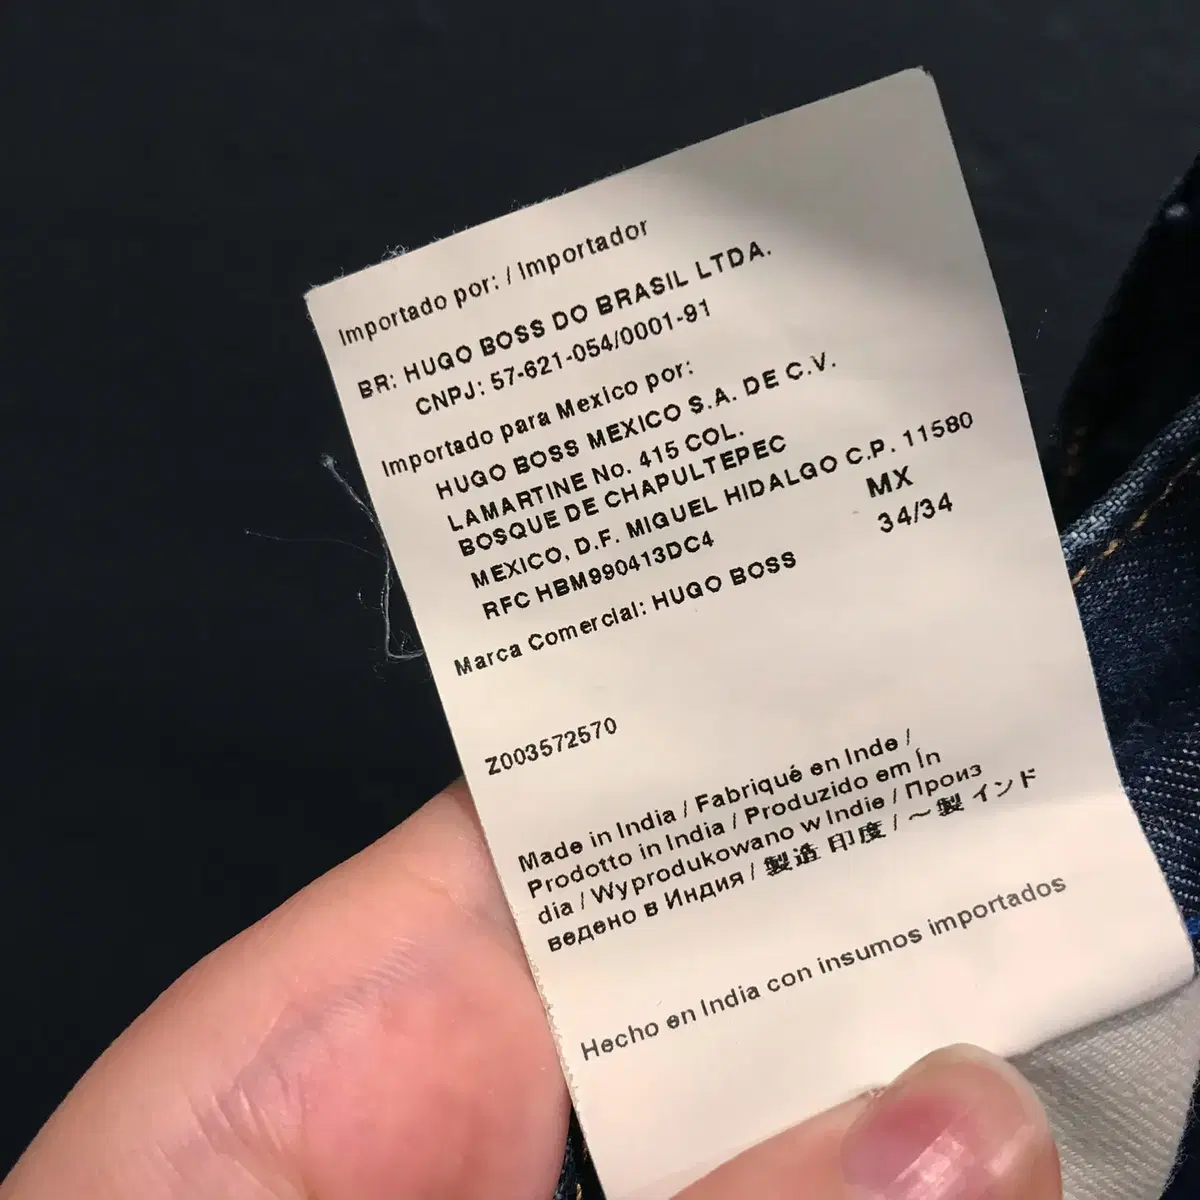 Importado por: / Importador
BR: HUGO BOSS DO BRASIL LTDA.
CNPJ: 57-621-054/0001-91
Importado para Mexico por:
HUGO BOSS MEXICO S.A. DE C.V.
LAMARTINE No. 415 COL.
BOSQUE DE CHAPULTEPEC
MEXICO, D.F. MIGUEL HIDALGO C.P. 11580
RFC HBM990413DC4
MX
34/34
Marca Comercial: HUGO BOSS
Z003572570
Made in India / Fabriqué en Inde /
Prodotto in India / Produzido em Ín
dia / Wyprodukowano w Indie / Произ
ведено в Индия / 製造 印度 / ～製 インド
Hecho en India con insumos importados